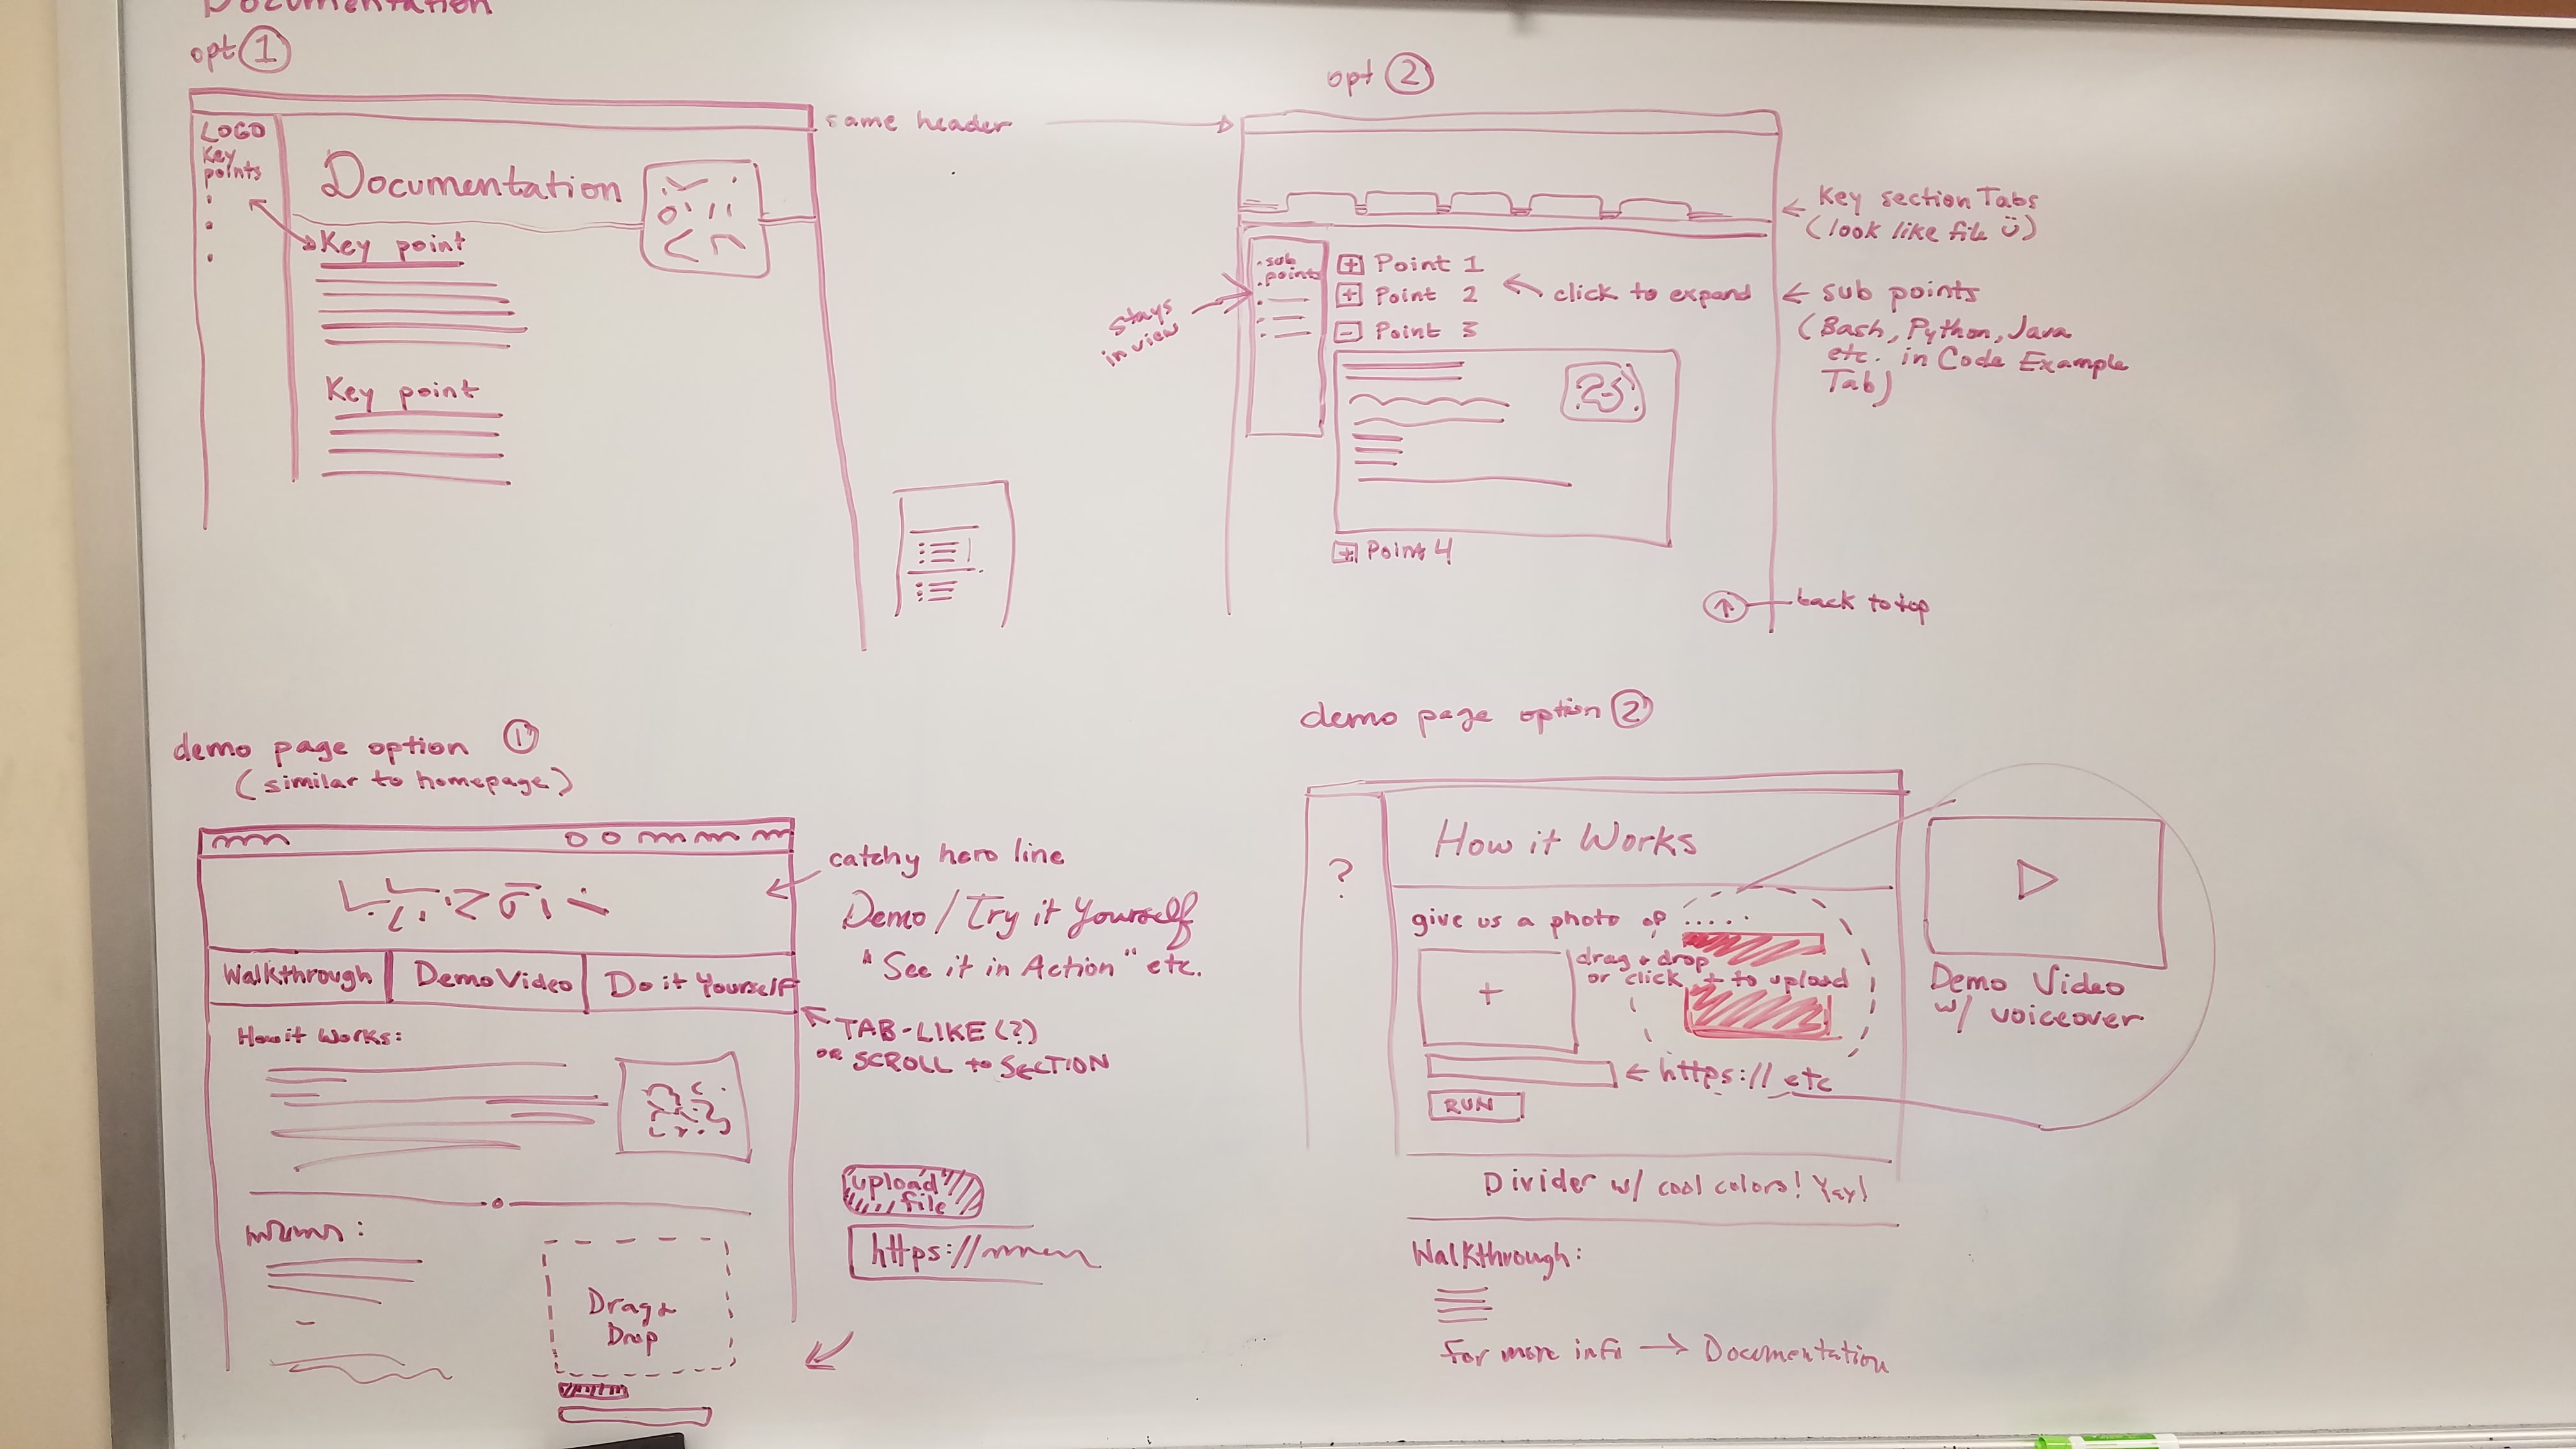 Documentation
opt 1
LOGO
Key
points
Documentation
Key point
Key point
same header
opt 2
Key section Tabs
(look like file )
. sub
. points
+ Point 1
+ Point 2
- Point 3
click to expand
stays
in view
sub points
(Bash, Python, Java
etc. in Code Example
Tab)
+ Point 4
back to top
demo page option 1
(similar to homepage)
catchy hero line
Demo / Try it Yourself
"See it in Action" etc.
Walkthrough
Demo Video
Do it Yourself
TAB-LIKE (?)
OR SCROLL to SECTION
How it Works:
Drag &
Drop
upload
file
https://
demo page option 2
?
How it Works
give us a photo of .....
+
drag & drop
or click + to upload
https:// etc
RUN
Demo Video
w/ voiceover
Divider w/ cool colors! Yay!
Walkthrough:
for more info → Documentation